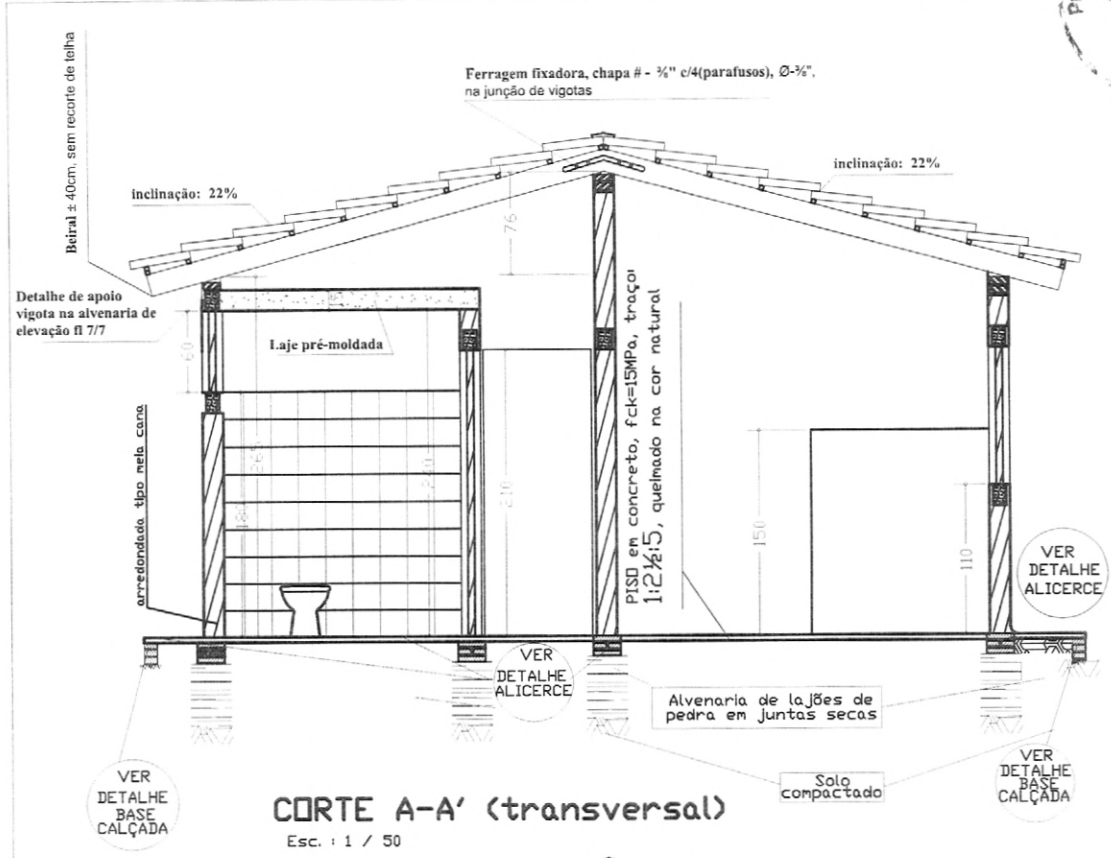 Beiral ± 40cm, sem recorte de telha
Ferragem fixadora, chapa # - ⅜" c/4(parafusos), Ø-⅜",
na junção de vigotas
inclinação: 22%
inclinação: 22%
Detalhe de apoio
vigota na alvenaria de
elevação fl 7/7
Laje pré-moldada
76
60
arredondado tipo meia cana
210
PISO em concreto, fck=15MPa, traço:
1:2½:5, queimado na cor natural
150
110
VER
DETALHE
ALICERCE
VER
DETALHE
ALICERCE
Alvenaria de lajões de
pedra em juntas secas
Solo
compactado
VER
DETALHE
BASE
CALÇADA
VER
DETALHE
BASE
CALÇADA
CORTE A-A' (transversal)
Esc. : 1 / 50